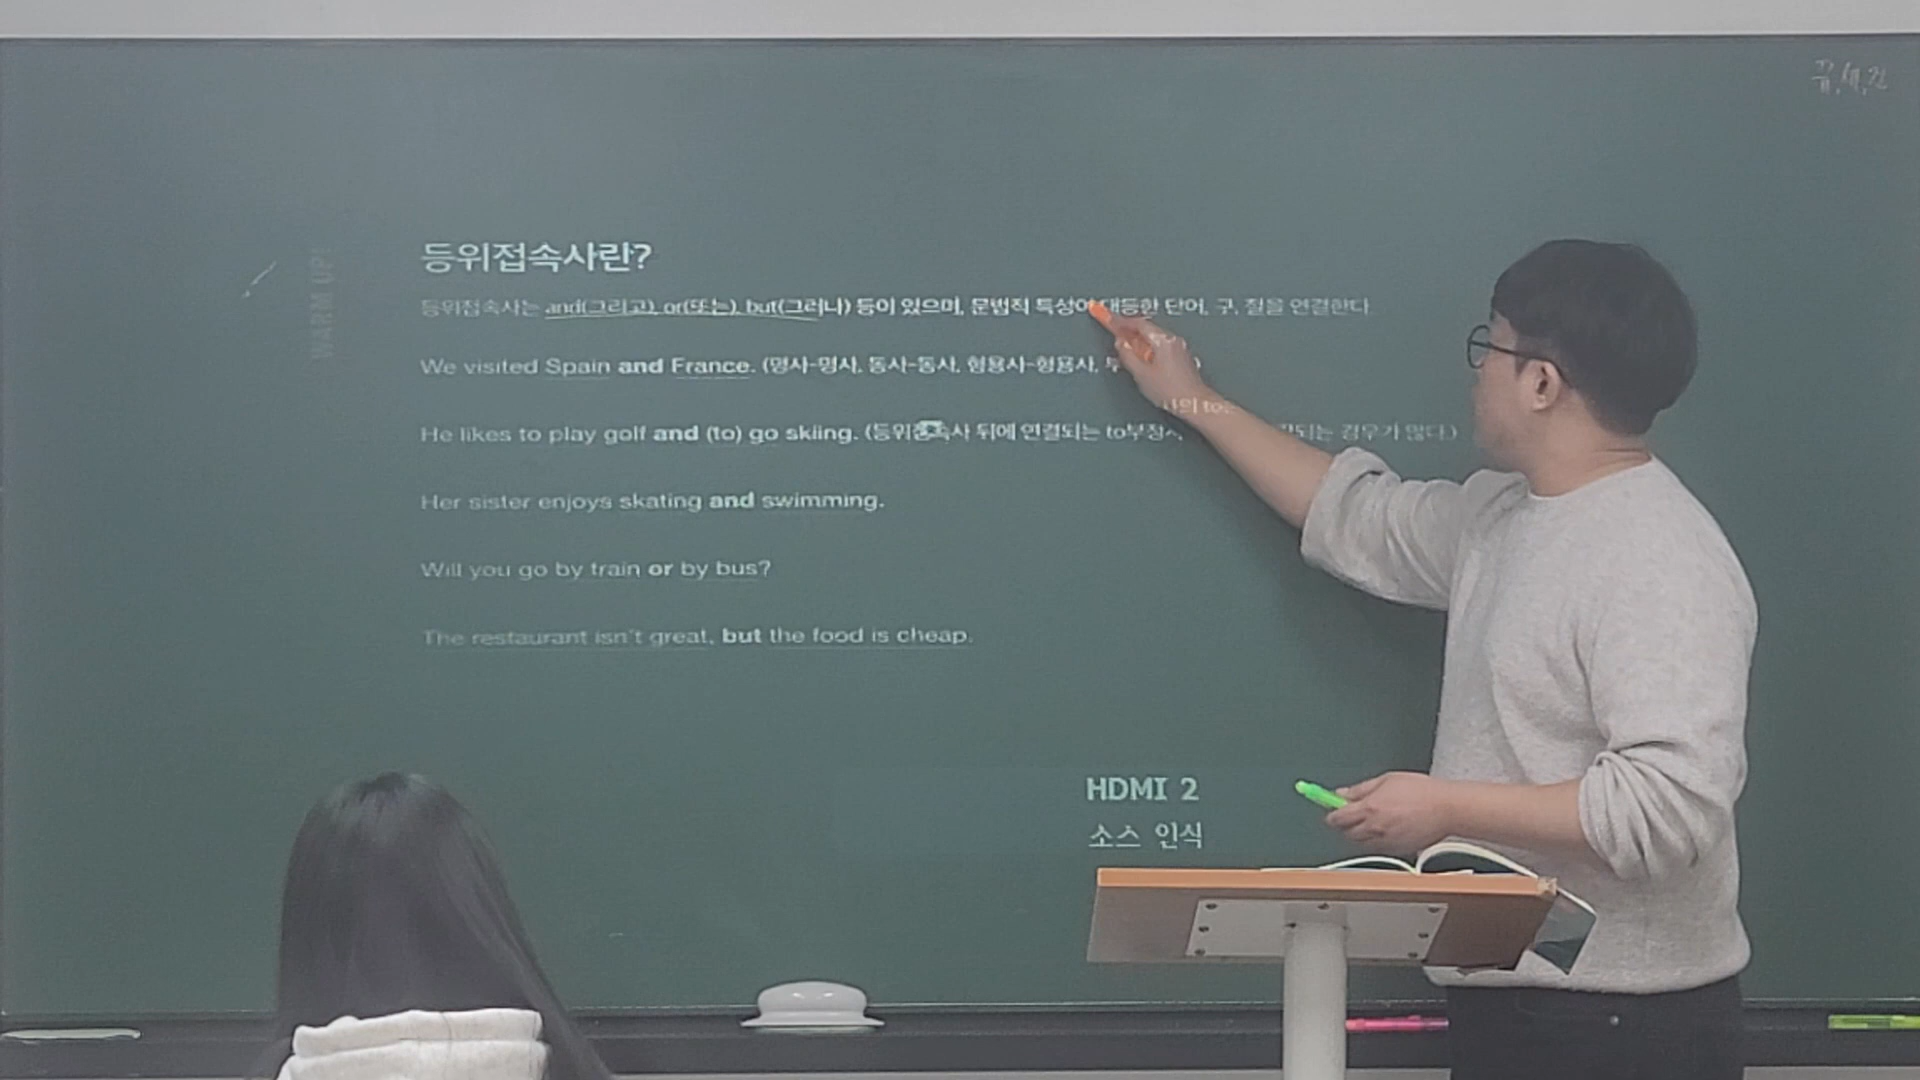 WARM UP!
등위접속사란?
등위접속사는 and(그리고), or(또는), but(그러나) 등이 있으며, 문법적 특성이 대등한 단어, 구, 절을 연결한다.
We visited Spain and France. (명사-명사, 동사-동사, 형용사-형용사,
He likes to play golf and (to) go skiing. (등위접속사 뒤에 연결되는 to부정사의 to는 되는 경우가 많다.)
Her sister enjoys skating and swimming.
Will you go by train or by bus?
The restaurant isn't great, but the food is cheap.
HDMI 2
소스 인식